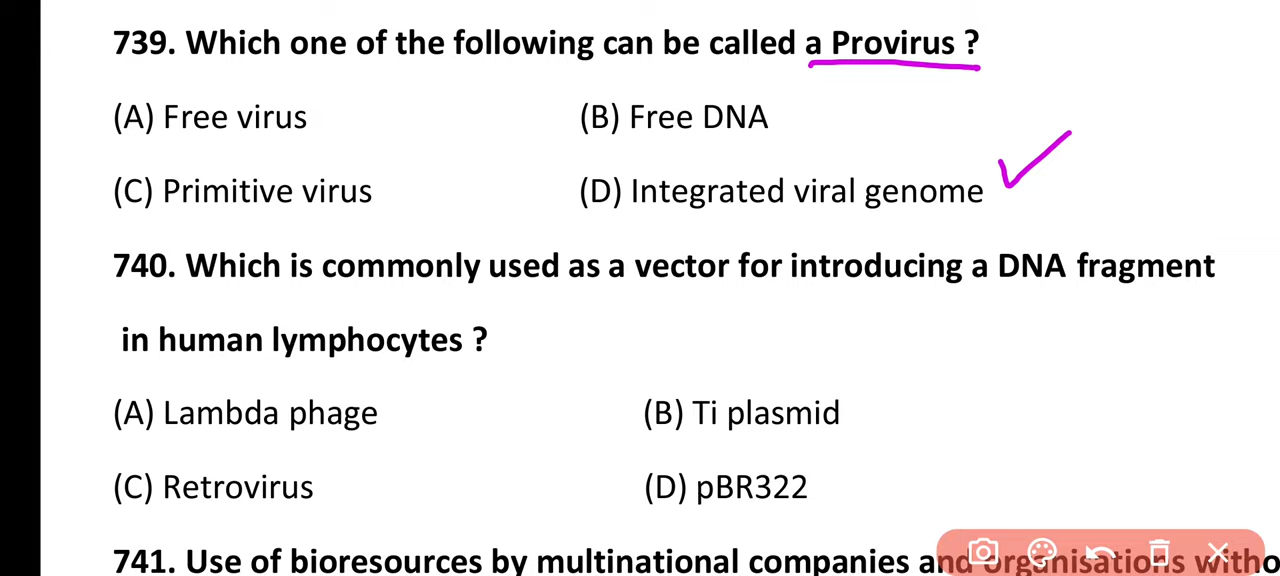 739. Which one of the following can be called a Provirus ?
(A) Free virus (B) Free DNA
(C) Primitive virus (D) Integrated viral genome
740. Which is commonly used as a vector for introducing a DNA fragment
in human lymphocytes ?
(A) Lambda phage (B) Ti plasmid
(C) Retrovirus (D) pBR322
741. Use of bioresources by multinational companies and organisations witho